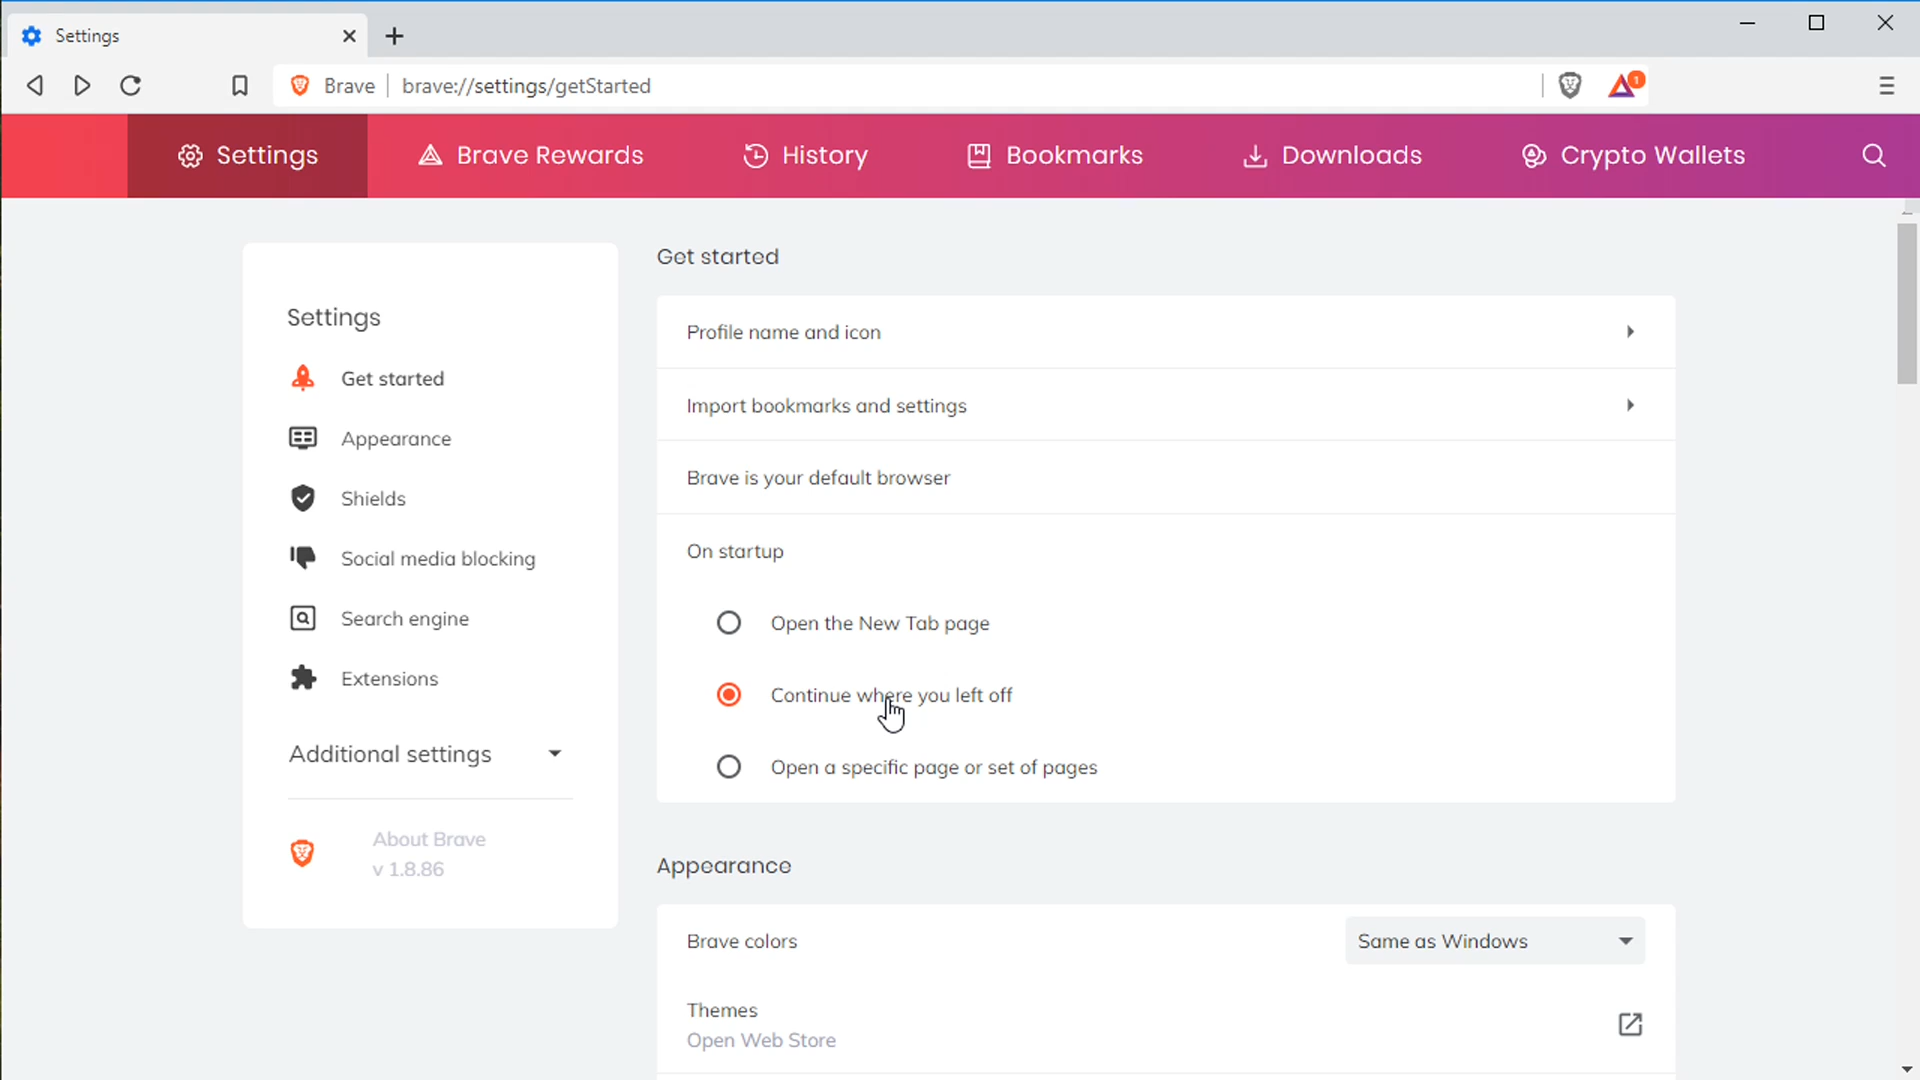 Settings
Brave
brave://settings/getStarted
1
Settings
Brave Rewards
History
Bookmarks
Downloads
Crypto Wallets
Settings
Get started
Appearance
Shields
Social media blocking
Search engine
Extensions
Additional settings
About Brave
v 1.8.86
Get started
Profile name and icon
Import bookmarks and settings
Brave is your default browser
On startup
Open the New Tab page
Continue where you left off
Open a specific page or set of pages
Appearance
Brave colors
Same as Windows
Themes
Open Web Store